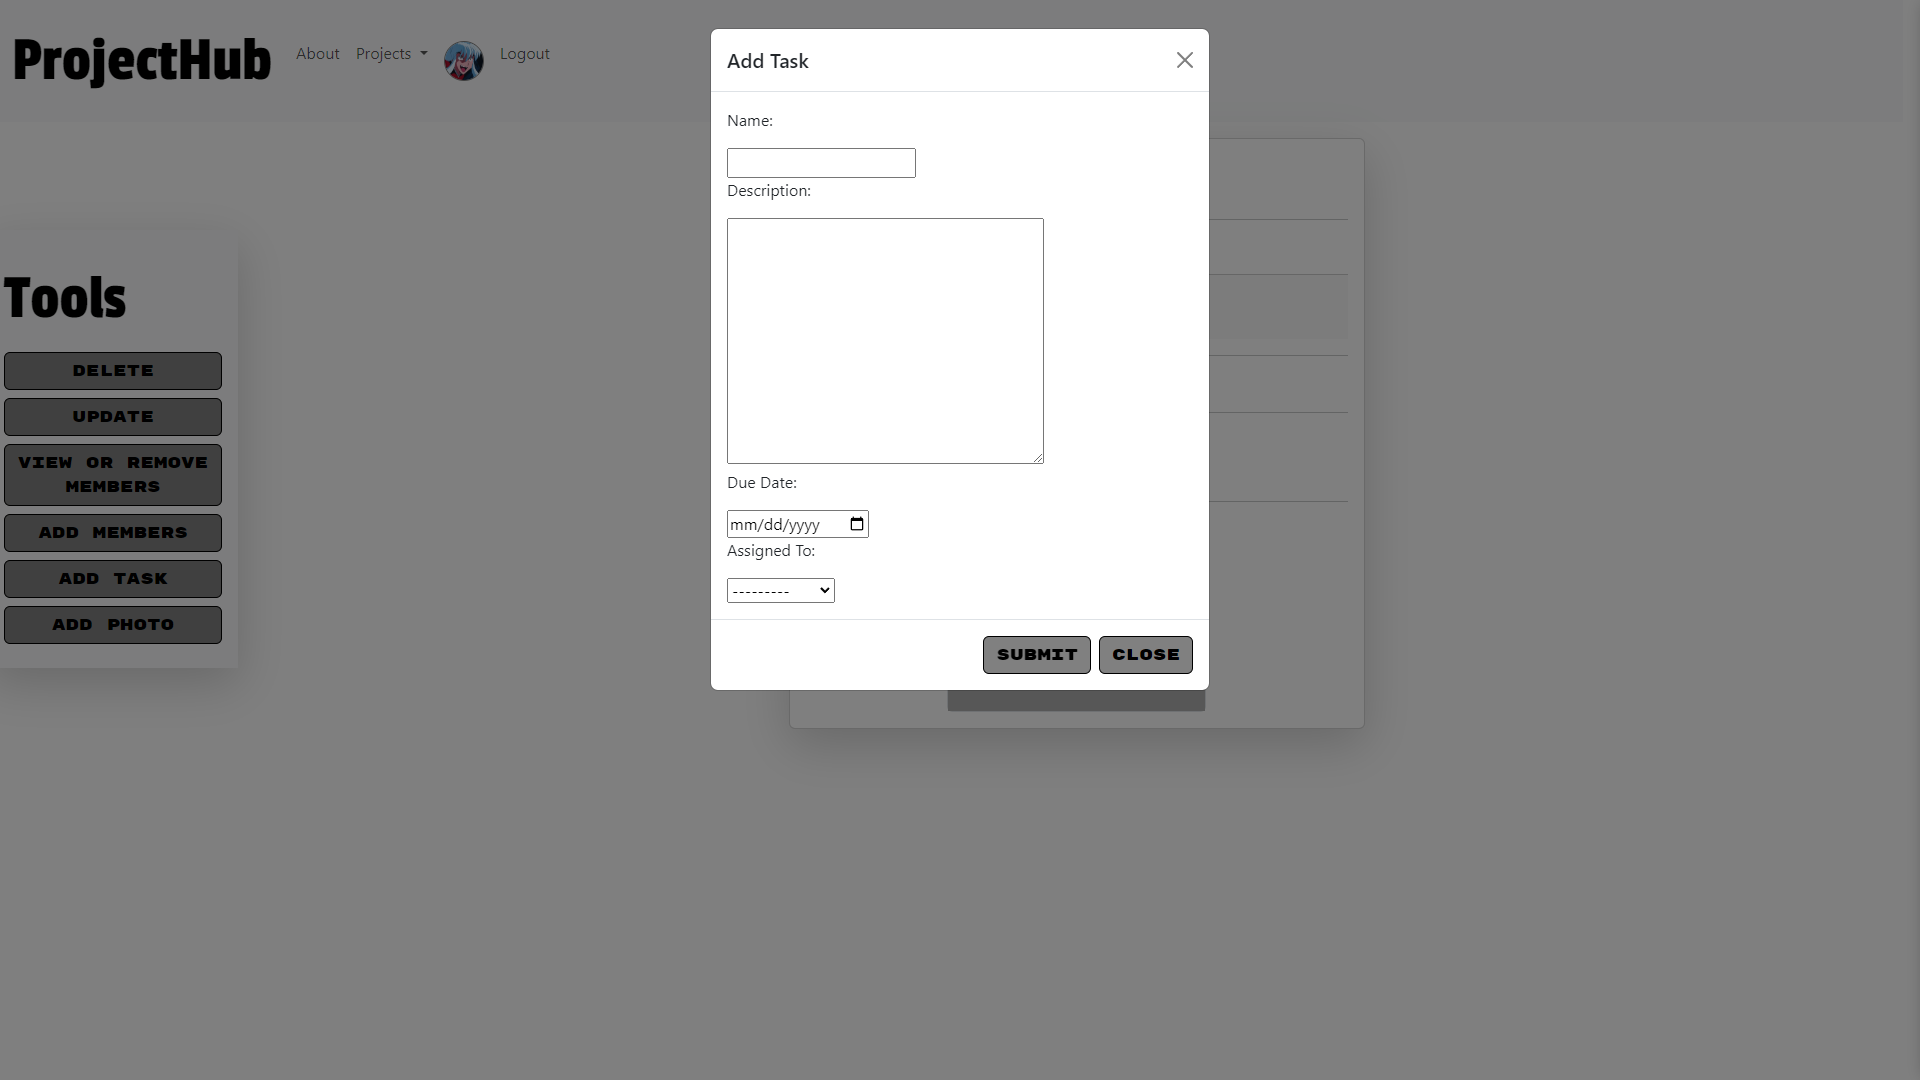 ProjectHub
About
Projects
Logout
Add Task
Name:
Description:
Due Date:
mm/dd/yyyy
Assigned To:
---------
SUBMIT
CLOSE
Tools
DELETE
UPDATE
VIEW OR REMOVE
MEMBERS
ADD MEMBERS
ADD TASK
ADD PHOTO